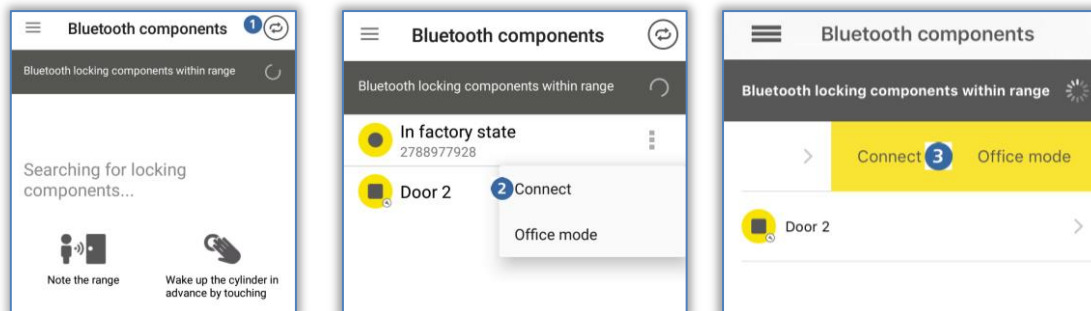 Bluetooth components 1
Bluetooth locking components within range
Searching for locking
components...
Note the range
Wake up the cylinder in
advance by touching
Bluetooth components
Bluetooth locking components within range
In factory state
2788977928
Door 2
2 Connect
Office mode
Bluetooth components
Bluetooth locking components within range
Connect 3 Office mode
Door 2